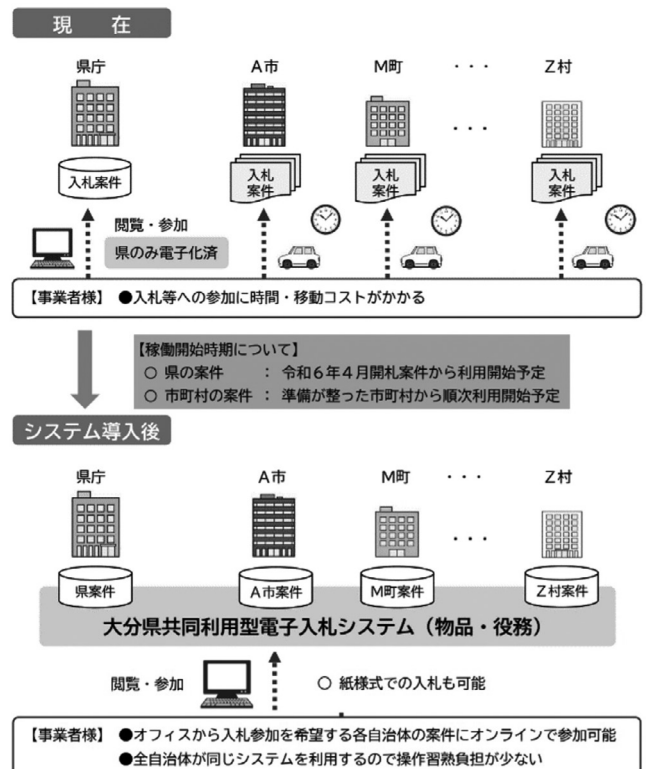 現 在
県庁 A市 M町 ・・・ Z村
・・・
入札案件 入札 入札 入札
案件 案件 案件
閲覧・参加
県のみ電子化済
【事業者様】 ●入札等への参加に時間・移動コストがかかる
【稼働開始時期について】
○ 県の案件 : 令和6年4月開札案件から利用開始予定
○ 市町村の案件 : 準備が整った市町村から順次利用開始予定
システム導入後
県庁 A市 M町 ・・・ Z村
・・・
県案件 A市案件 M町案件 Z村案件
大分県共同利用型電子入札システム(物品・役務)
閲覧・参加 ○ 紙様式での入札も可能
【事業者様】 ●オフィスから入札参加を希望する各自治体の案件にオンラインで参加可能
●全自治体が同じシステムを利用するので操作習熟負担が少ない